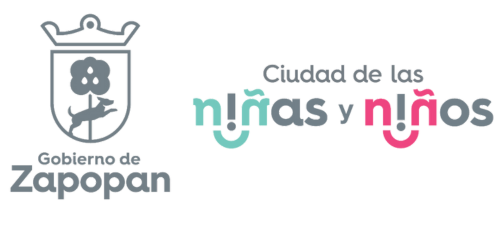 Gobierno de
Zapopan
Ciudad de las
niñas y niños